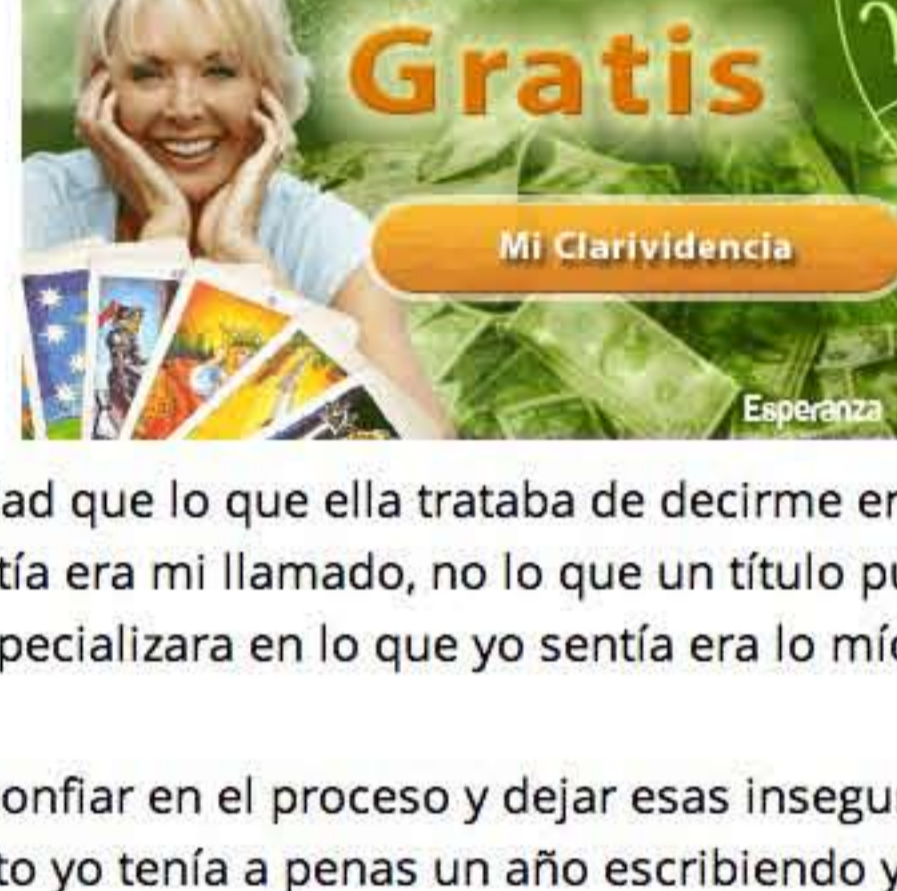 Gratis
Mi Clarividencia
Esperanza
ad que lo que ella trataba de decirme er
tía era mi llamado, no lo que un título pu
pecializara en lo que yo sentía era lo mío
onfiar en el proceso y dejar esas insegu
to yo tenía a penas un año escribiendo y